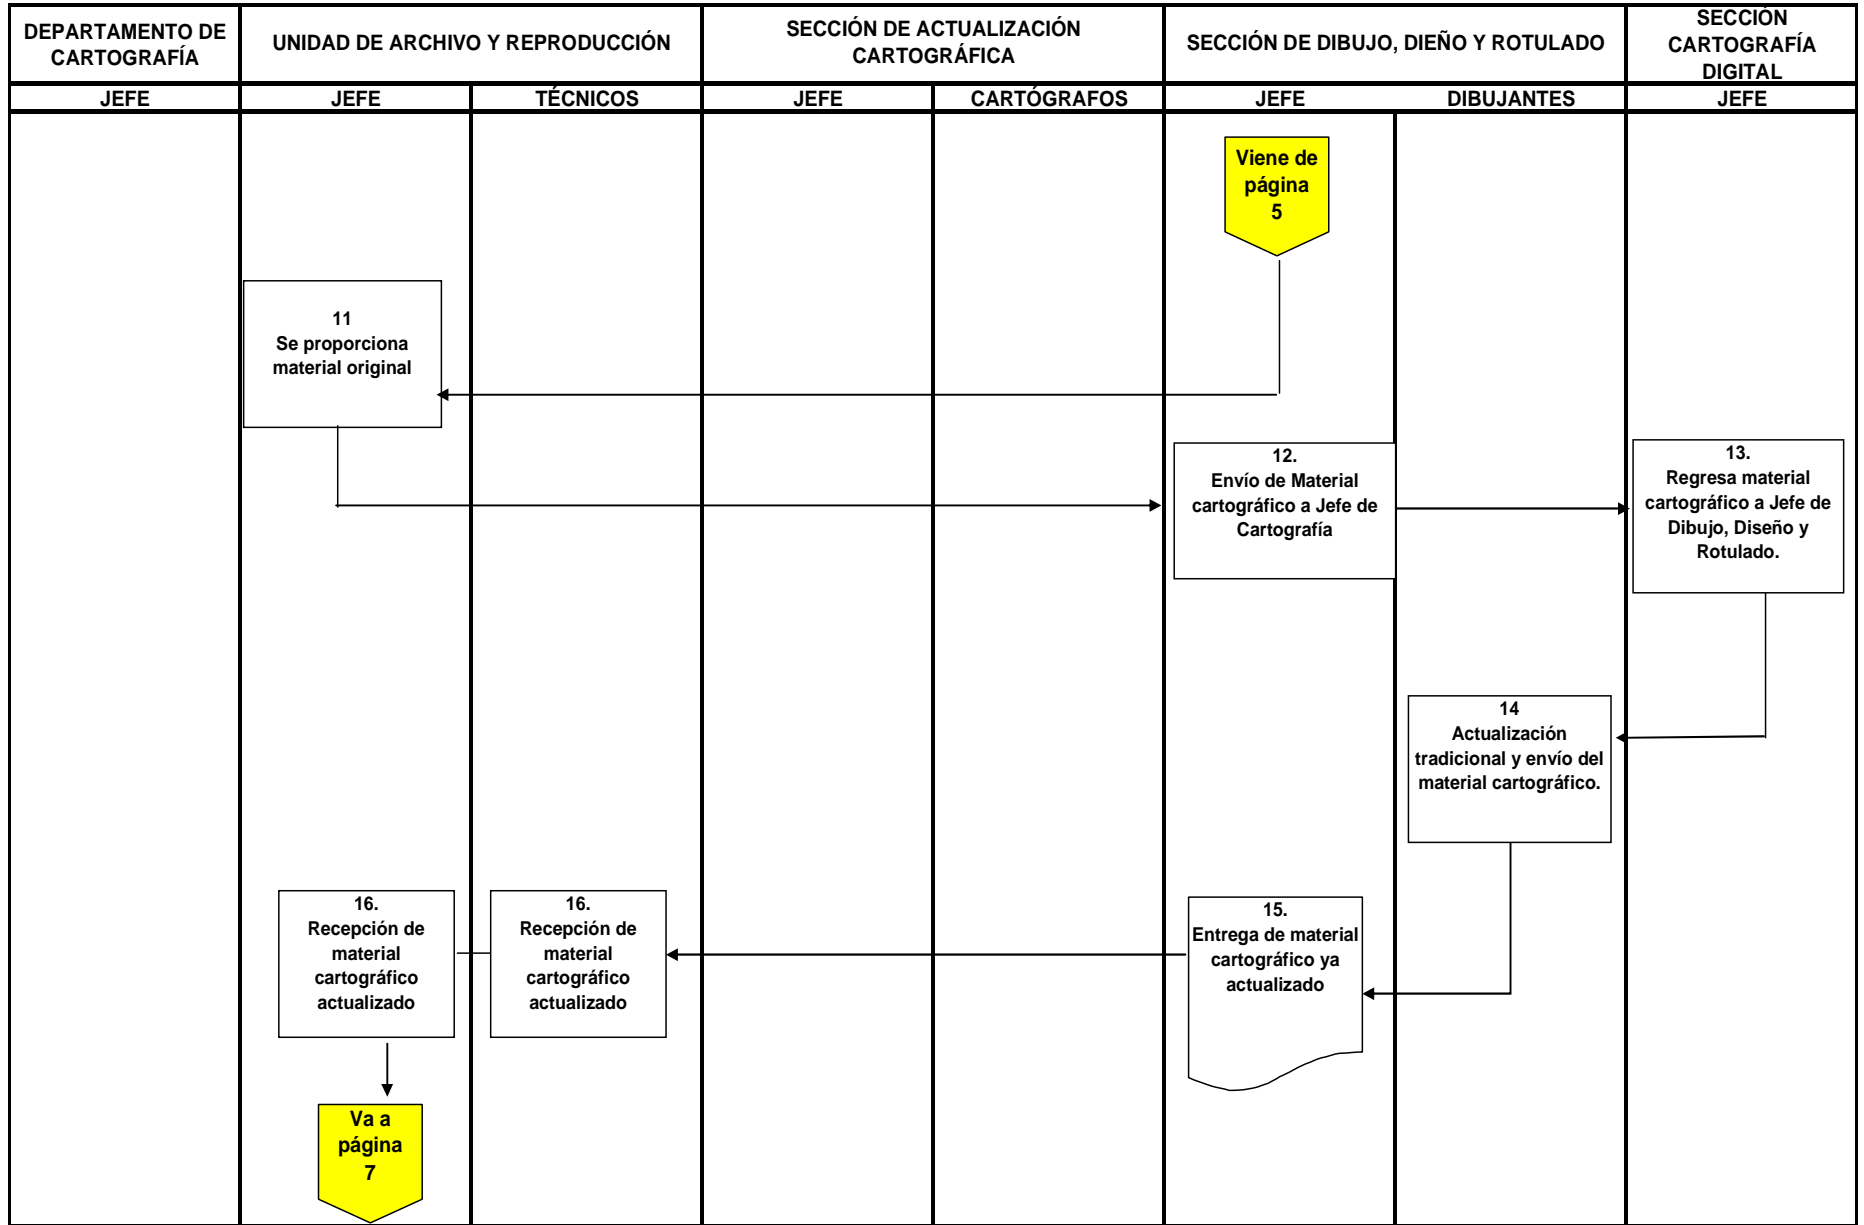 DEPARTAMENTO DE
CARTOGRAFÍA
UNIDAD DE ARCHIVO Y REPRODUCCIÓN
SECCIÓN DE ACTUALIZACIÓN
CARTOGRÁFICA
SECCIÓN DE DIBUJO, DIEÑO Y ROTULADO
SECCIÓN
CARTOGRAFÍA
DIGITAL
JEFE
JEFE
TÉCNICOS
JEFE
CARTÓGRAFOS
JEFE
DIBUJANTES
JEFE
Viene de
página
5
11
Se proporciona
material original
12.
Envío de Material
cartográfico a Jefe de
Cartografía
13.
Regresa material
cartográfico a Jefe de
Dibujo, Diseño y
Rotulado.
14
Actualización
tradicional y envío del
material cartográfico.
16.
Recepción de
material
cartográfico
actualizado
16.
Recepción de
material
cartográfico
actualizado
15.
Entrega de material
cartográfico ya
actualizado
Va a
página
7